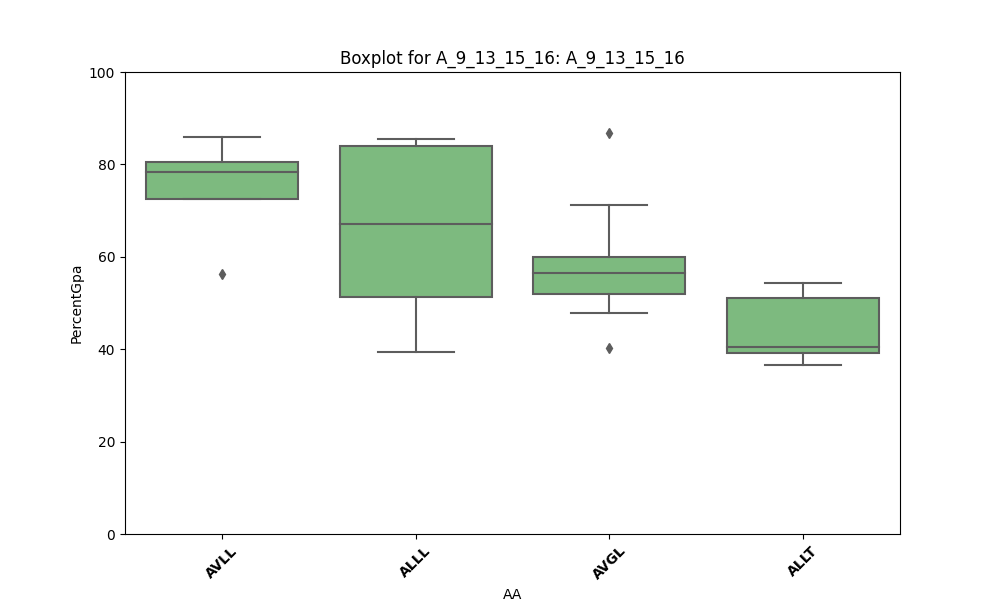 Boxplot for A_9_13_15_16: A_9_13_15_16
100
80
60
40
20
0
PercentGpa
AVLL
ALLL
AVGL
ALLT
AA